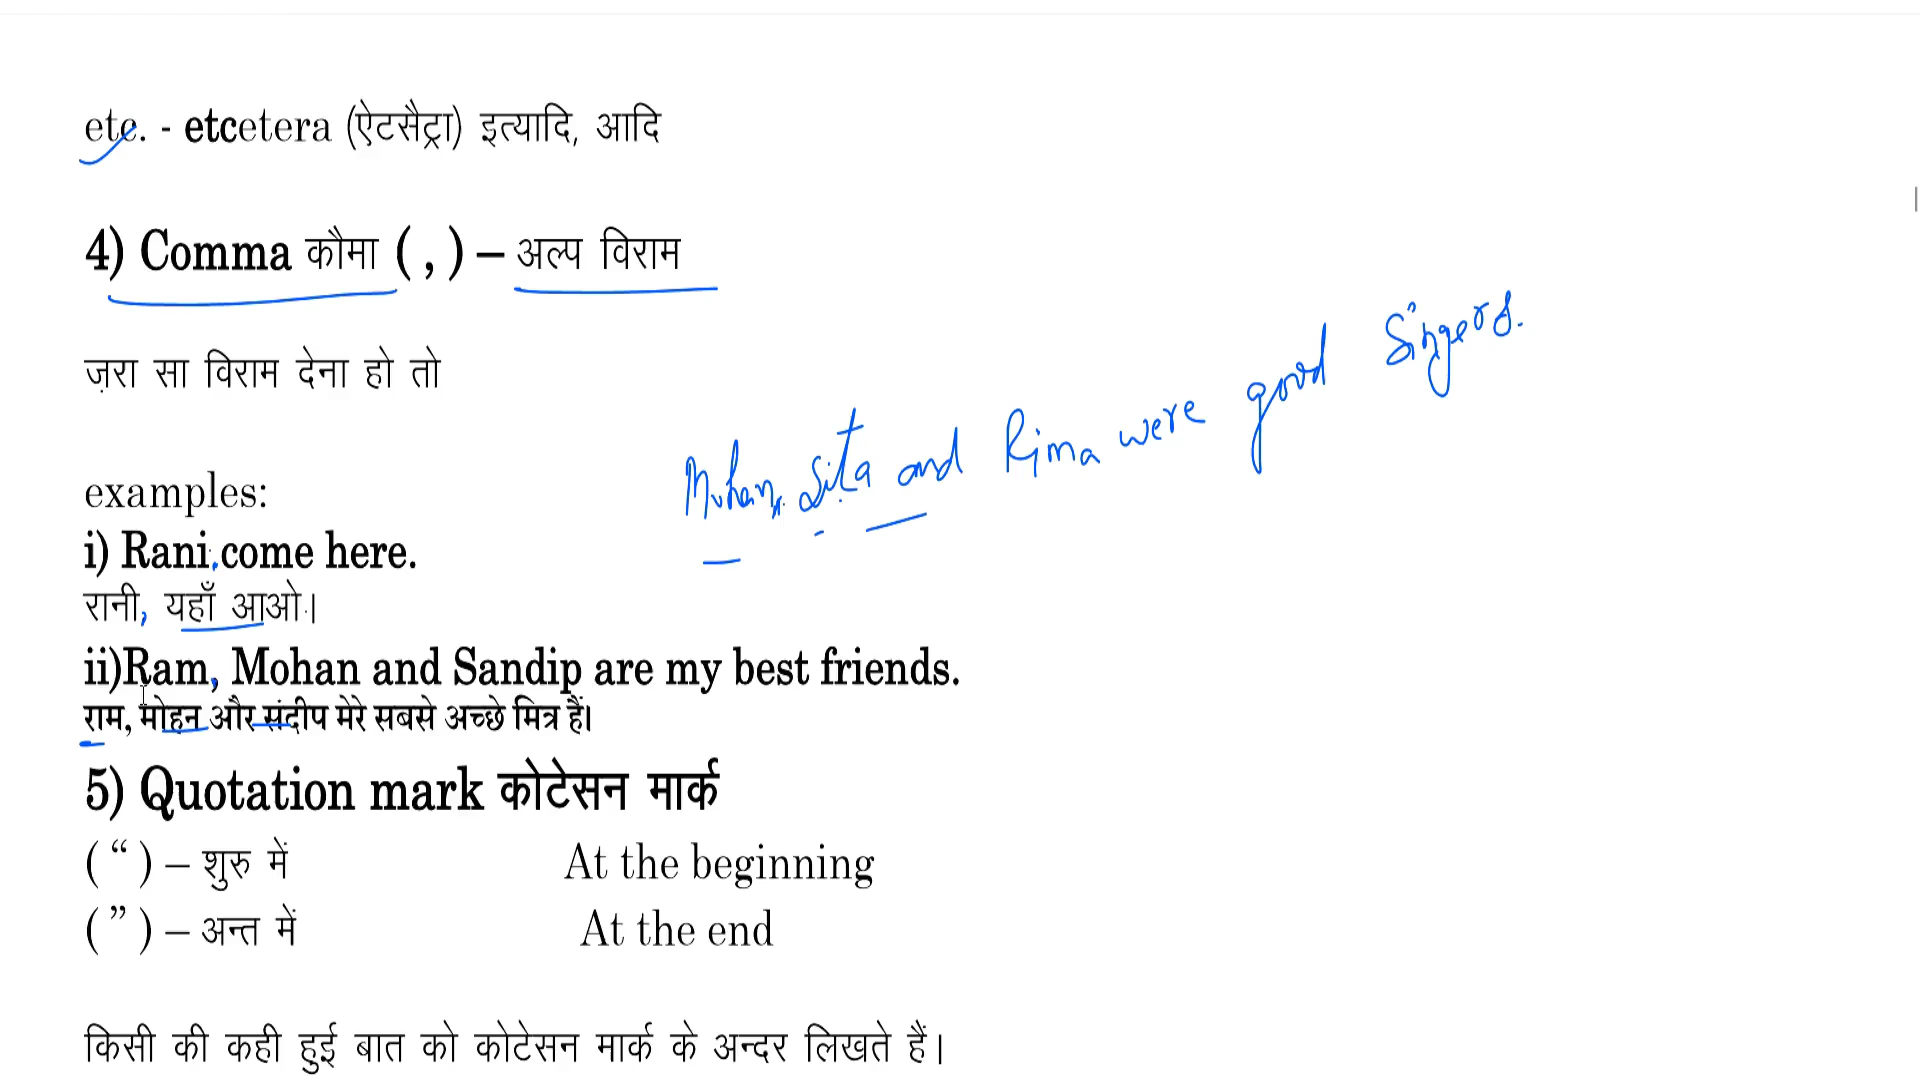 etc. - etcetera (ऐटसैट्रा) इत्यादि, आदि
4) Comma कौमा ( , ) – अल्प विराम
ज़रा सा विराम देना हो तो
Mohan, Sita and Rima were good Singers.
examples:
i) Rani,come here.
रानी, यहाँ आओ।
ii)Ram, Mohan and Sandip are my best friends.
राम, मोहन और संदीप मेरे सबसे अच्छे मित्र हैं।
5) Quotation mark कोटेसन मार्क
( “ ) – शुरु में At the beginning
( ” ) – अन्त में At the end
किसी की कही हुई बात को कोटेसन मार्क के अन्दर लिखते हैं।